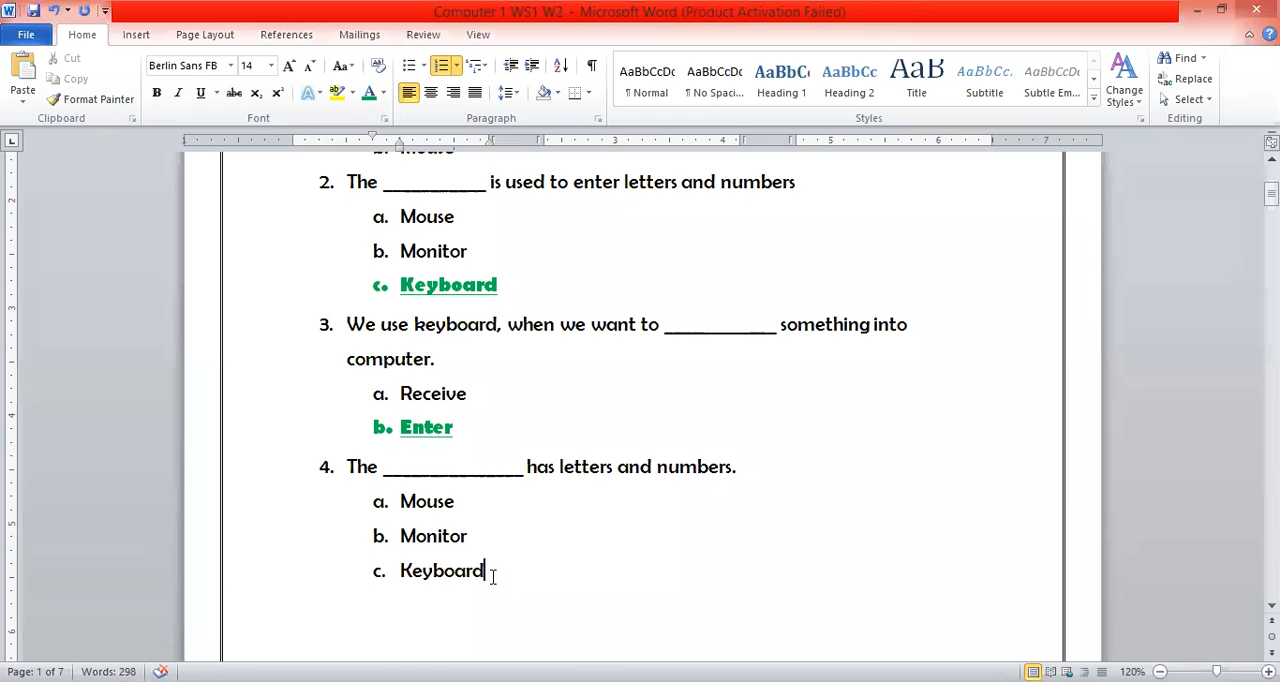 Computer 1 WS1 W2 - Microsoft Word (Product Activation Failed)
File Home Insert Page Layout References Mailings Review View
Paste Cut Copy Format Painter
Berlin Sans FB 14
AaBbCcDc AaBbCcDc AaBbC AaBbCc AaB AaBbCc. AaBbCcDc
¶ Normal ¶ No Spaci... Heading 1 Heading 2 Title Subtitle Subtle Em...
Change Styles
Find Replace Select
Clipboard Font Paragraph Styles Editing
b. Mouse
2. The ___________ is used to enter letters and numbers
a. Mouse
b. Monitor
c. Keyboard
3. We use keyboard, when we want to ____________ something into
computer.
a. Receive
b. Enter
4. The _______________ has letters and numbers.
a. Mouse
b. Monitor
c. Keyboard
Page: 1 of 7 Words: 298 120%